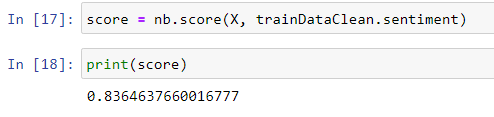 In [17]: score = nb.score(X, trainDataClean.sentiment)
In [18]: print(score)
0.8364637660016777